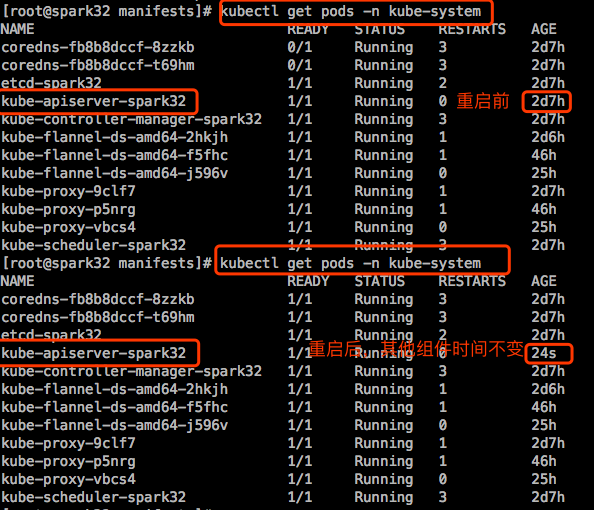 [root@spark32 manifests]# kubectl get pods -n kube-system
NAME READY STATUS RESTARTS AGE
coredns-fb8b8dccf-8zzkb 0/1 Running 3 2d7h
coredns-fb8b8dccf-t69hm 0/1 Running 3 2d7h
etcd-spark32 1/1 Running 2 2d7h
kube-apiserver-spark32 1/1 Running 0 重启前 2d7h
kube-controller-manager-spark32 1/1 Running 3 2d7h
kube-flannel-ds-amd64-2hkjh 1/1 Running 1 2d6h
kube-flannel-ds-amd64-f5fhc 1/1 Running 1 46h
kube-flannel-ds-amd64-j596v 1/1 Running 0 25h
kube-proxy-9clf7 1/1 Running 1 2d7h
kube-proxy-p5nrg 1/1 Running 1 46h
kube-proxy-vbcs4 1/1 Running 0 25h
kube-scheduler-spark32 1/1 Running 3 2d7h
[root@spark32 manifests]# kubectl get pods -n kube-system
NAME READY STATUS RESTARTS AGE
coredns-fb8b8dccf-8zzkb 1/1 Running 3 2d7h
coredns-fb8b8dccf-t69hm 1/1 Running 3 2d7h
etcd-spark32 1/1 Running 2 2d7h
kube-apiserver-spark32 1/1 Running 0 重启后，其他组件时间不变 24s
kube-controller-manager-spark32 1/1 Running 3 2d7h
kube-flannel-ds-amd64-2hkjh 1/1 Running 1 2d6h
kube-flannel-ds-amd64-f5fhc 1/1 Running 1 46h
kube-flannel-ds-amd64-j596v 1/1 Running 0 25h
kube-proxy-9clf7 1/1 Running 1 2d7h
kube-proxy-p5nrg 1/1 Running 1 46h
kube-proxy-vbcs4 1/1 Running 0 25h
kube-scheduler-spark32 1/1 Running 3 2d7h